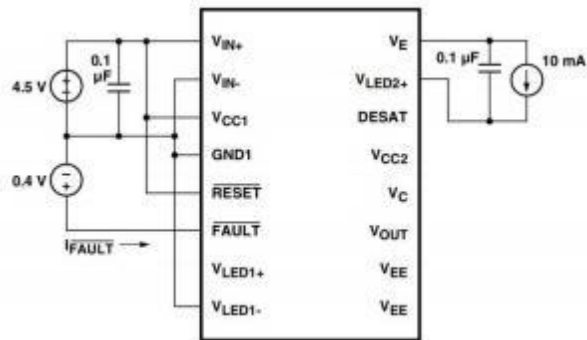 4.5 V
0.1
µF
0.4 V
IFAULT
VIN+
VIN-
VCC1
GND1
RESET
FAULT
VLED1+
VLED1-
VE
VLED2+
DESAT
VCC2
VC
VOUT
VEE
VEE
0.1 µF
10 mA